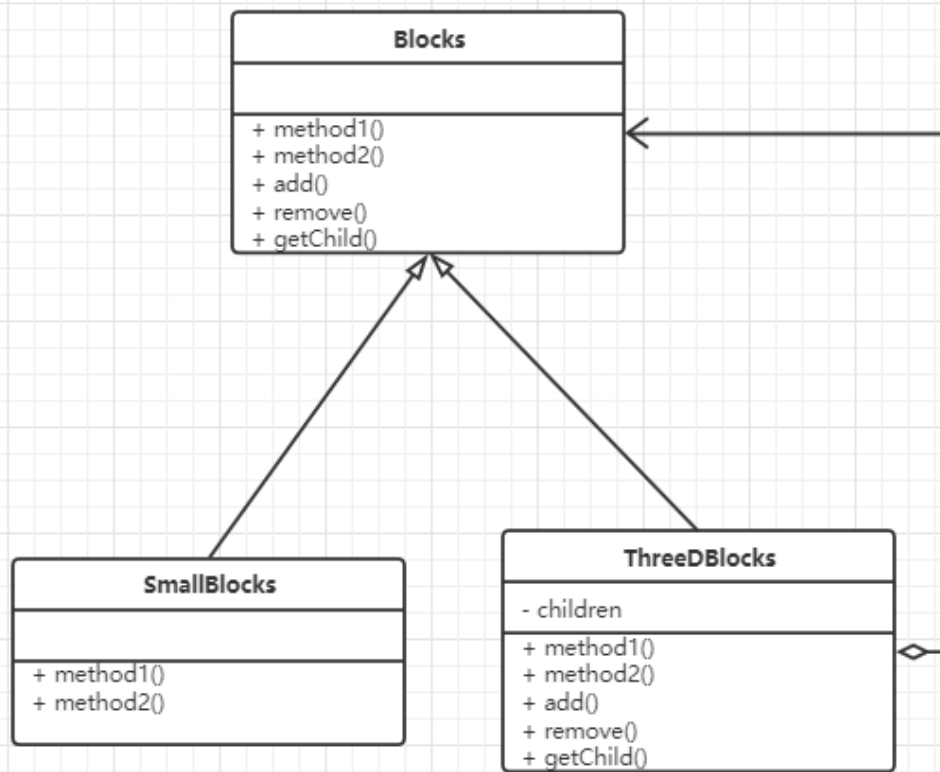 Blocks
+ method1()
+ method2()
+ add()
+ remove()
+ getChild()
SmallBlocks
+ method1()
+ method2()
ThreeDBlocks
- children
+ method1()
+ method2()
+ add()
+ remove()
+ getChild()